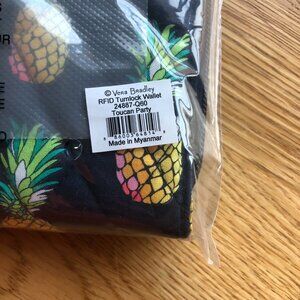 © Vera Bradley
RFID Turnlock Wallet
24887-Q60
Toucan Party
Made in Myanmar